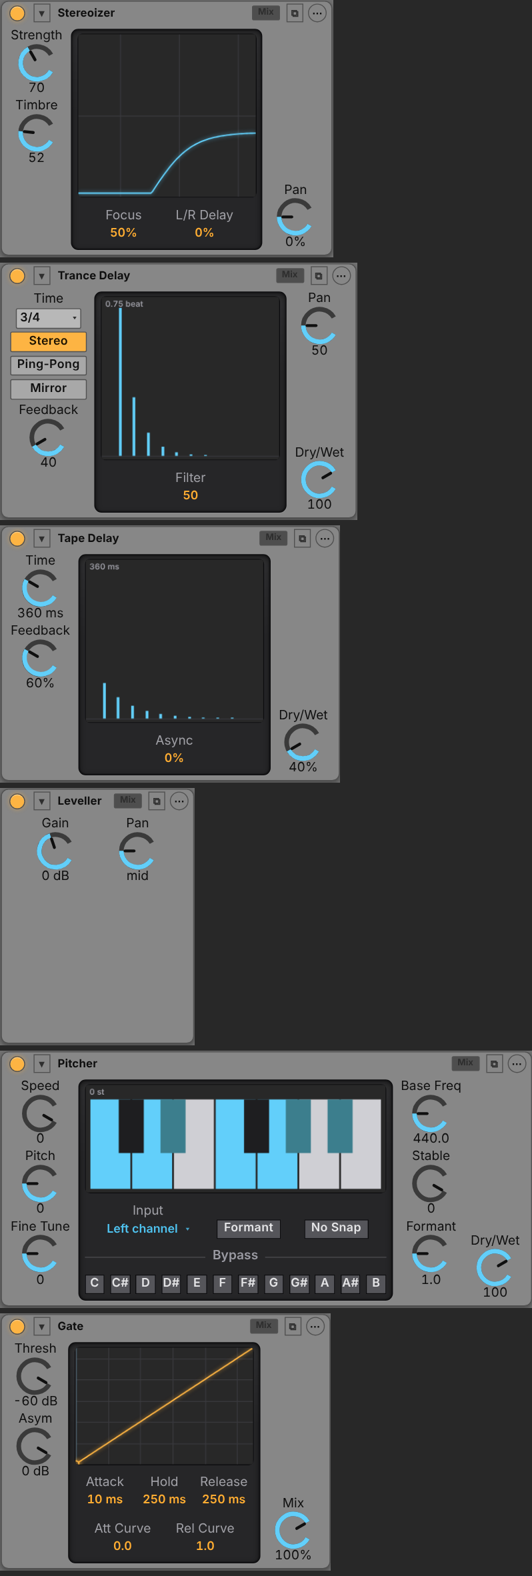 Stereoizer Mix
Strength
70
Timbre
52
Focus L/R Delay
50% 0%
Pan
0%
Trance Delay Mix
Time
3/4
Stereo
Ping-Pong
Mirror
Feedback
40
0.75 beat
Filter
50
Pan
50
Dry/Wet
100
Tape Delay Mix
Time
360 ms
Feedback
60%
360 ms
Async
0%
Dry/Wet
40%
Leveller Mix
Gain Pan
0 dB mid
Pitcher Mix
Speed
0
Pitch
0
Fine Tune
0
0 st
Input
Left channel Formant No Snap
Bypass
C C# D D# E F F# G G# A A# B
Base Freq
440.0
Stable
0
Formant
1.0
Dry/Wet
100
Gate Mix
Thresh
-60 dB
Asym
0 dB
Attack Hold Release
10 ms 250 ms 250 ms
Att Curve Rel Curve
0.0 1.0
Mix
100%